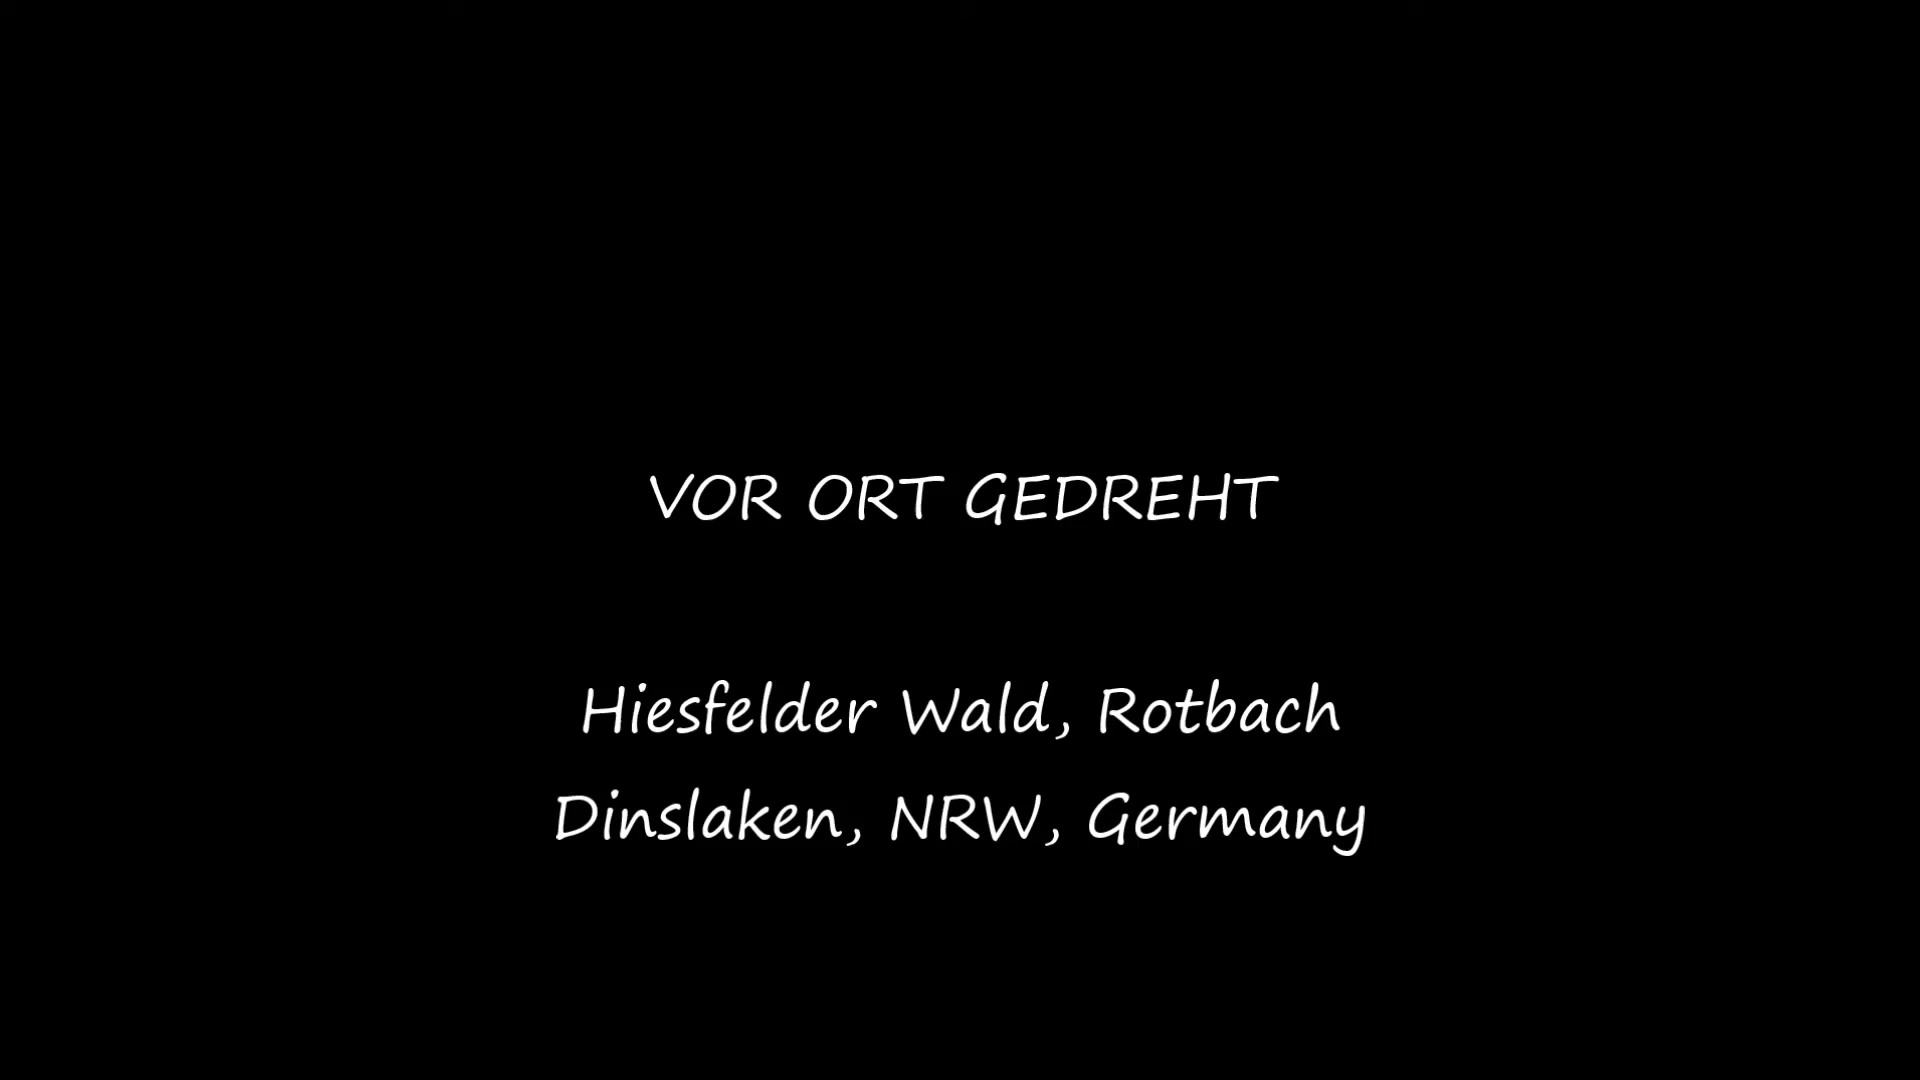 VOR ORT GEDREHT
Hiesfelder Wald, Rotbach
Dinslaken, NRW, Germany